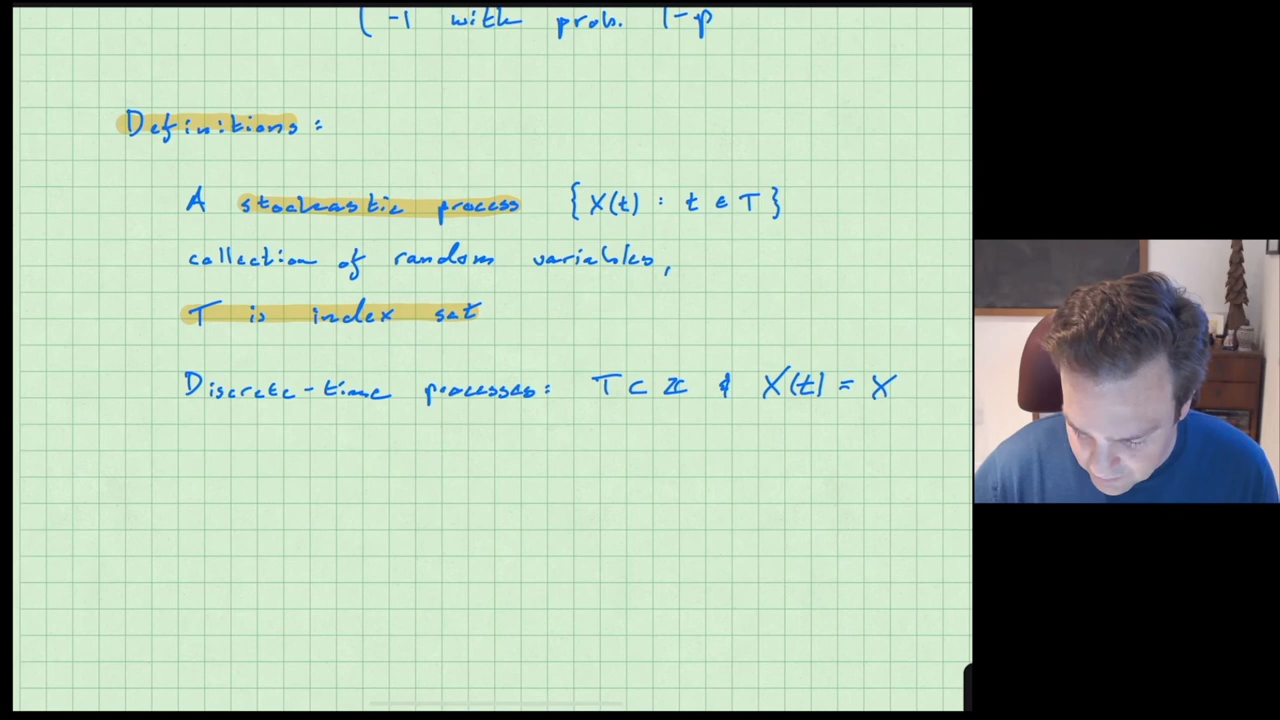 ( -1 with prob. 1-p
Definitions:
A stochastic process { X(t) : t ∈ T }
collection of random variables,
T is index set
Discrete-time processes: T ⊂ ℤ & X(t) = X